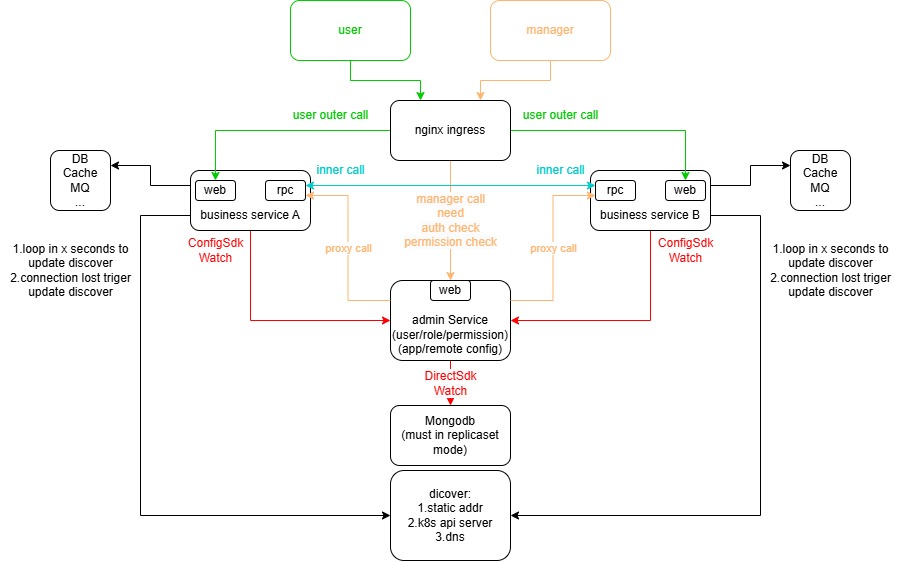 user
manager
user outer call
nginx ingress
user outer call
DB
Cache
MQ
...
web
rpc
business service A
inner call
inner call
rpc
web
business service B
DB
Cache
MQ
...
manager call
need
auth check
permission check
1.loop in x seconds to
update discover
2.connection lost triger
update discover
ConfigSdk
Watch
proxy call
proxy call
ConfigSdk
Watch
1.loop in x seconds to
update discover
2.connection lost triger
update discover
web
admin Service
(user/role/permission)
(app/remote config)
DirectSdk
Watch
Mongodb
(must in replicaset
mode)
dicover:
1.static addr
2.k8s api server
3.dns